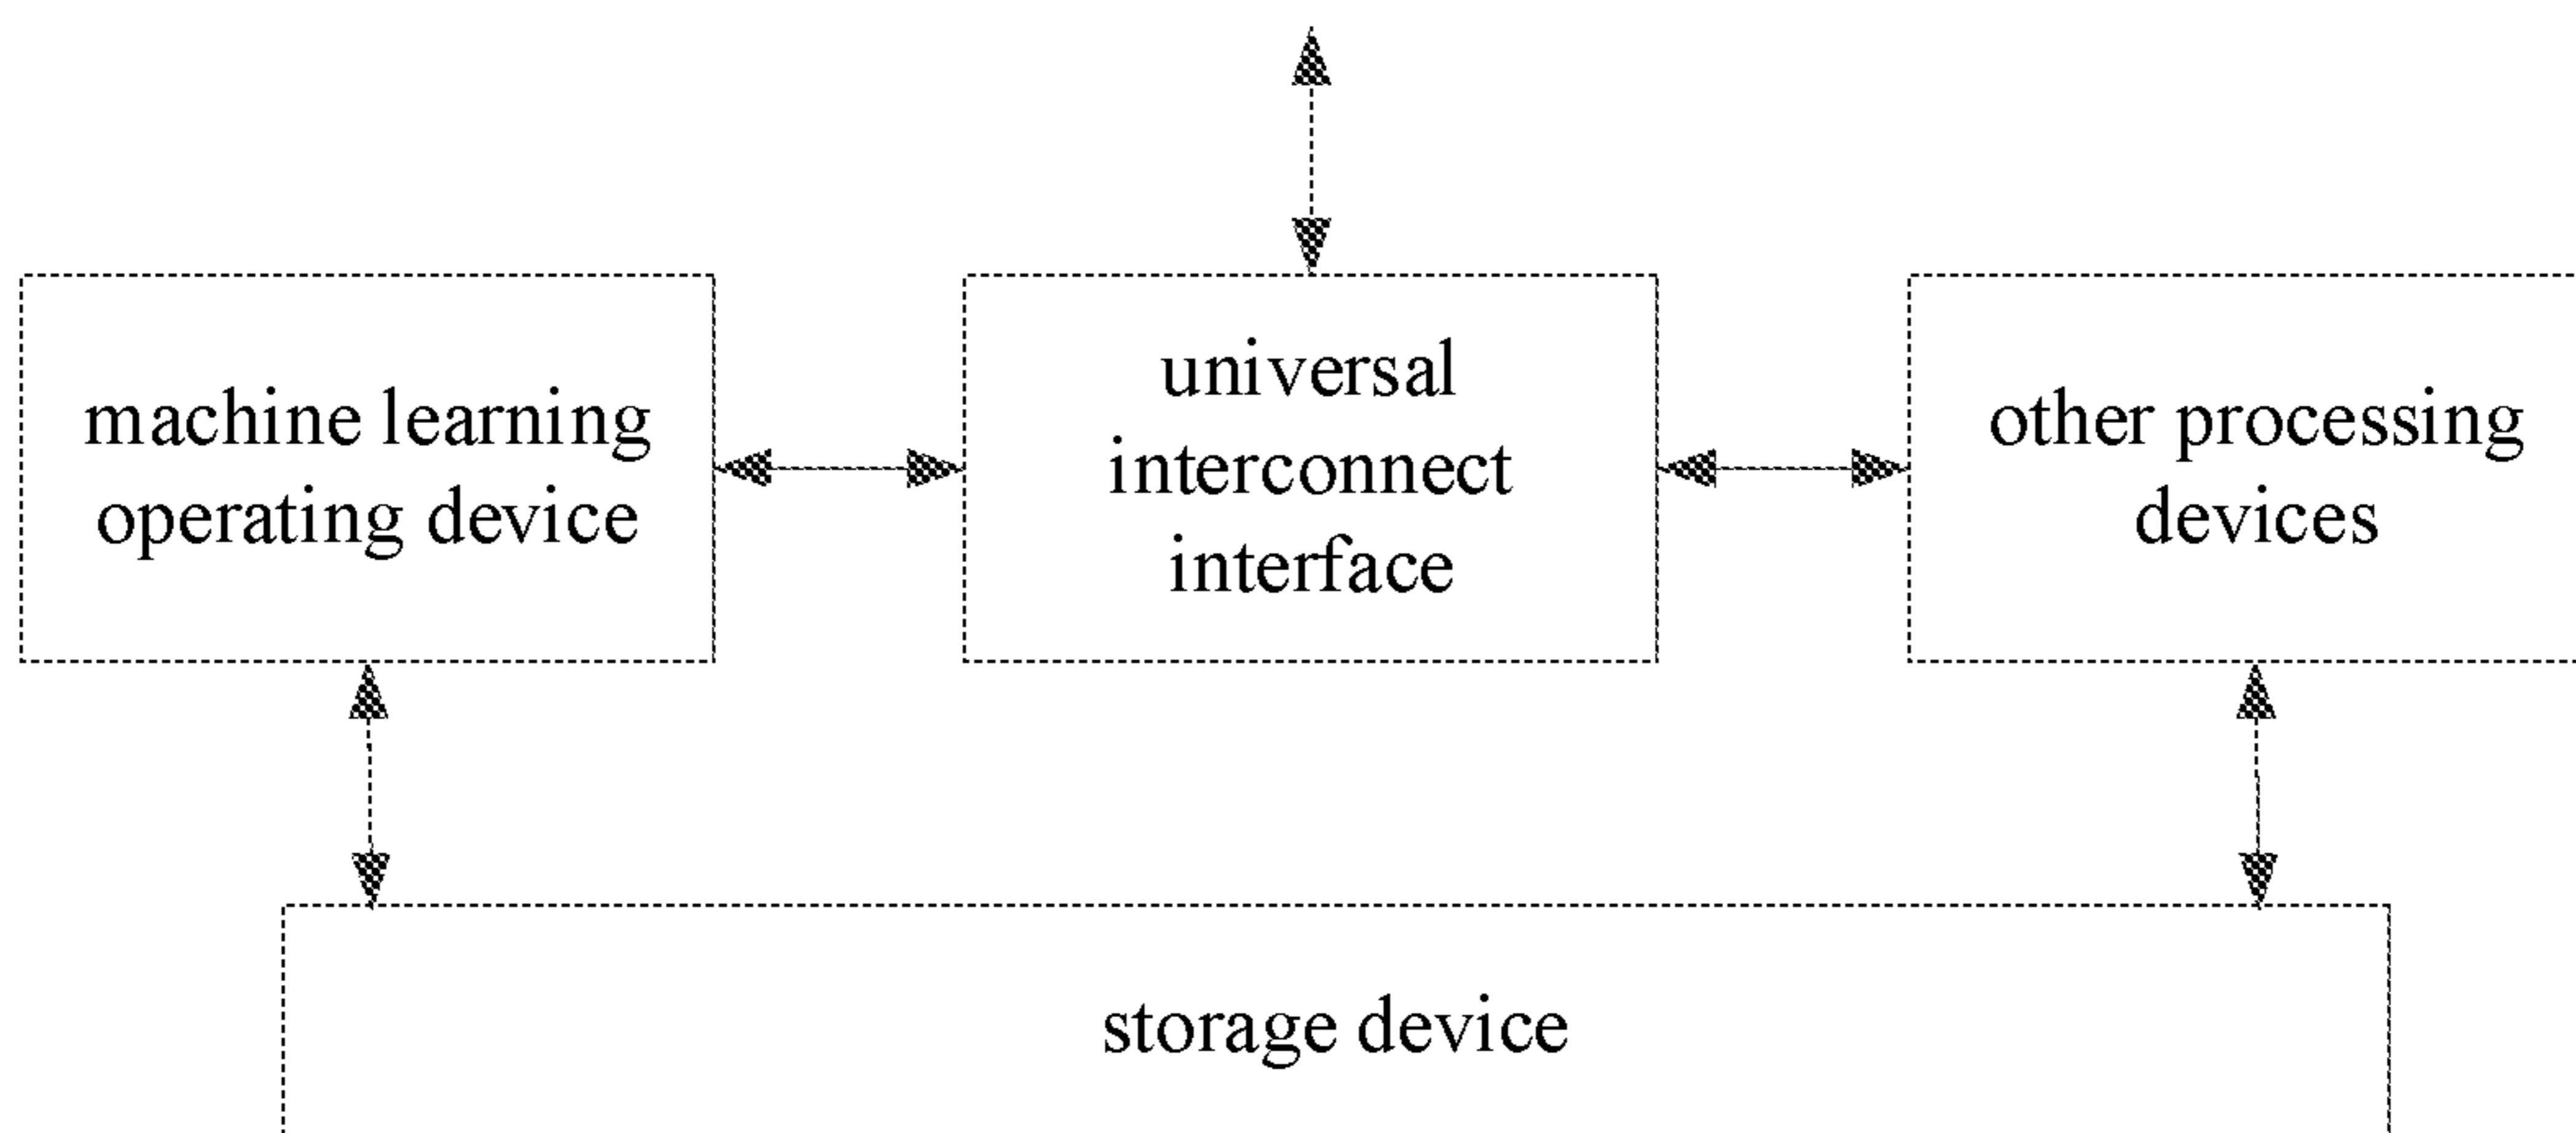 machine learning
operating device
universal
interconnect
interface
other processing
devices
storage device